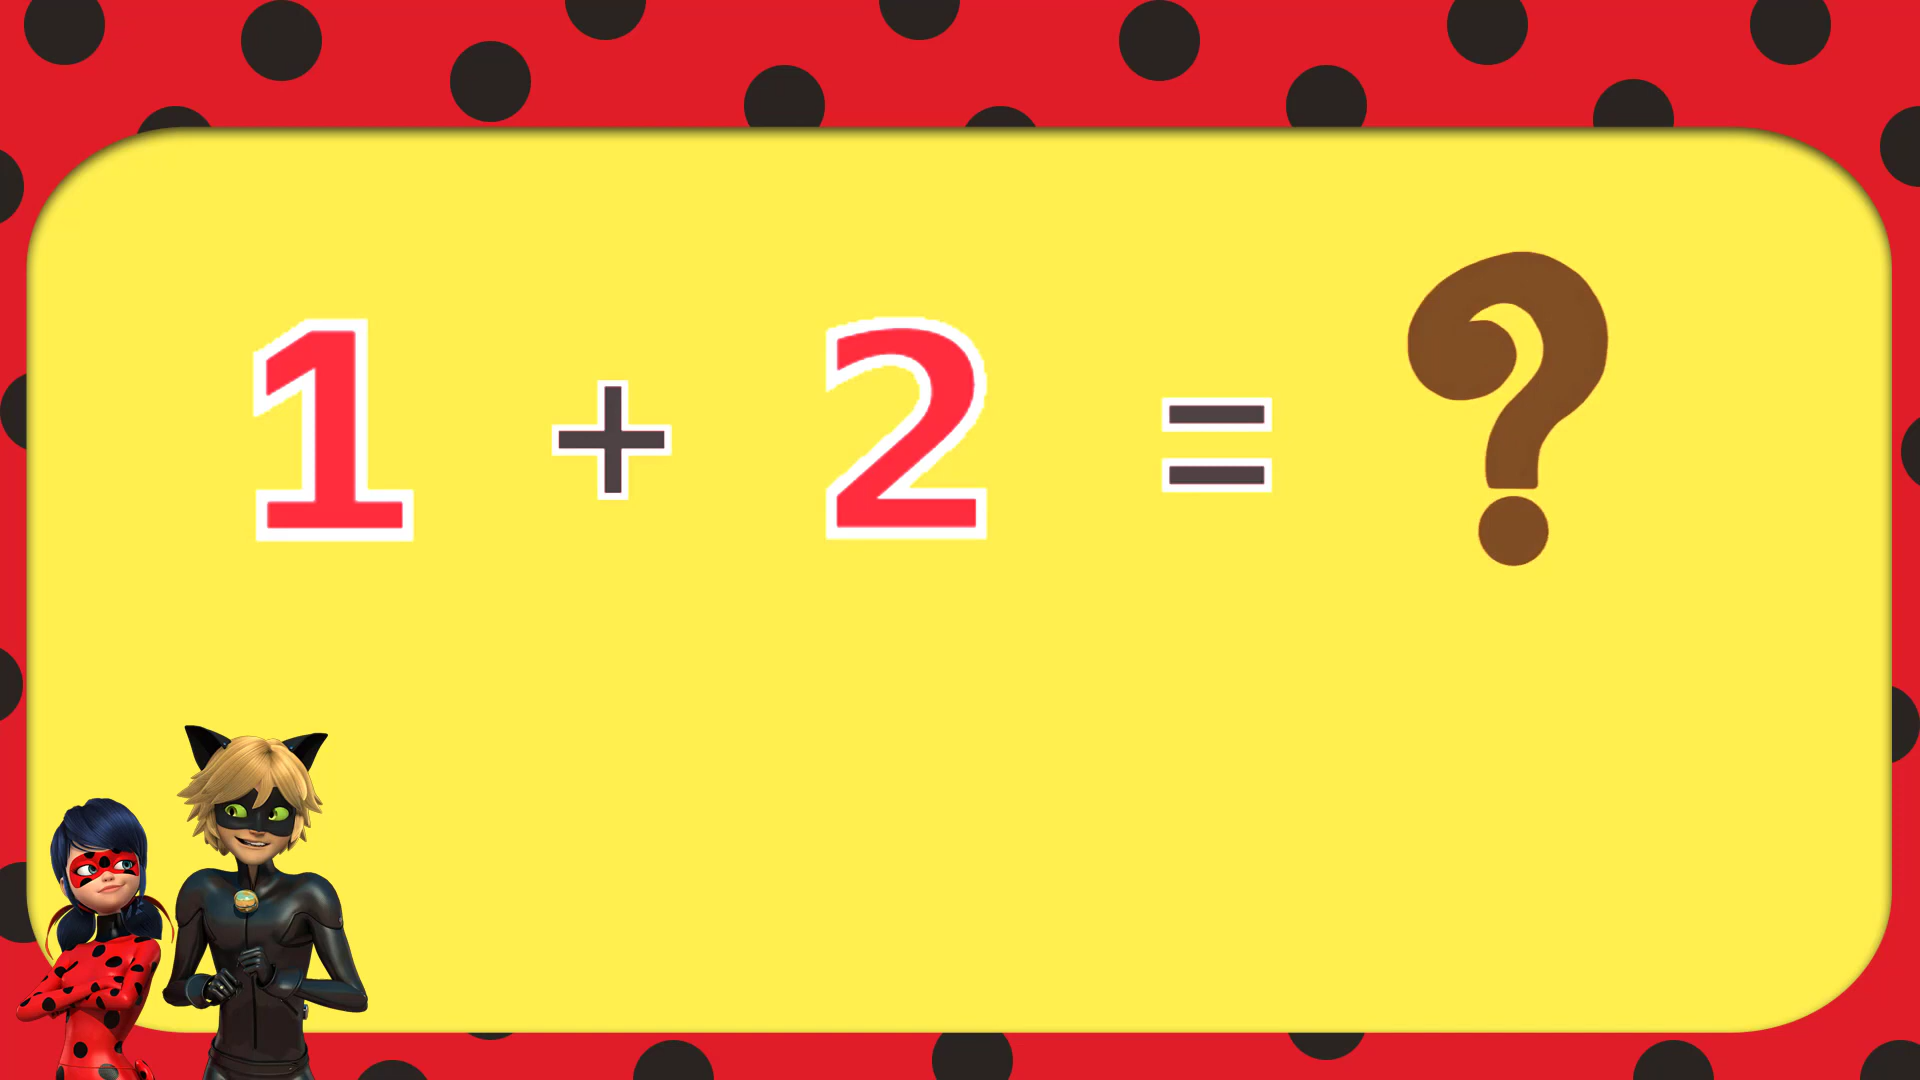 1 + 2 = ?